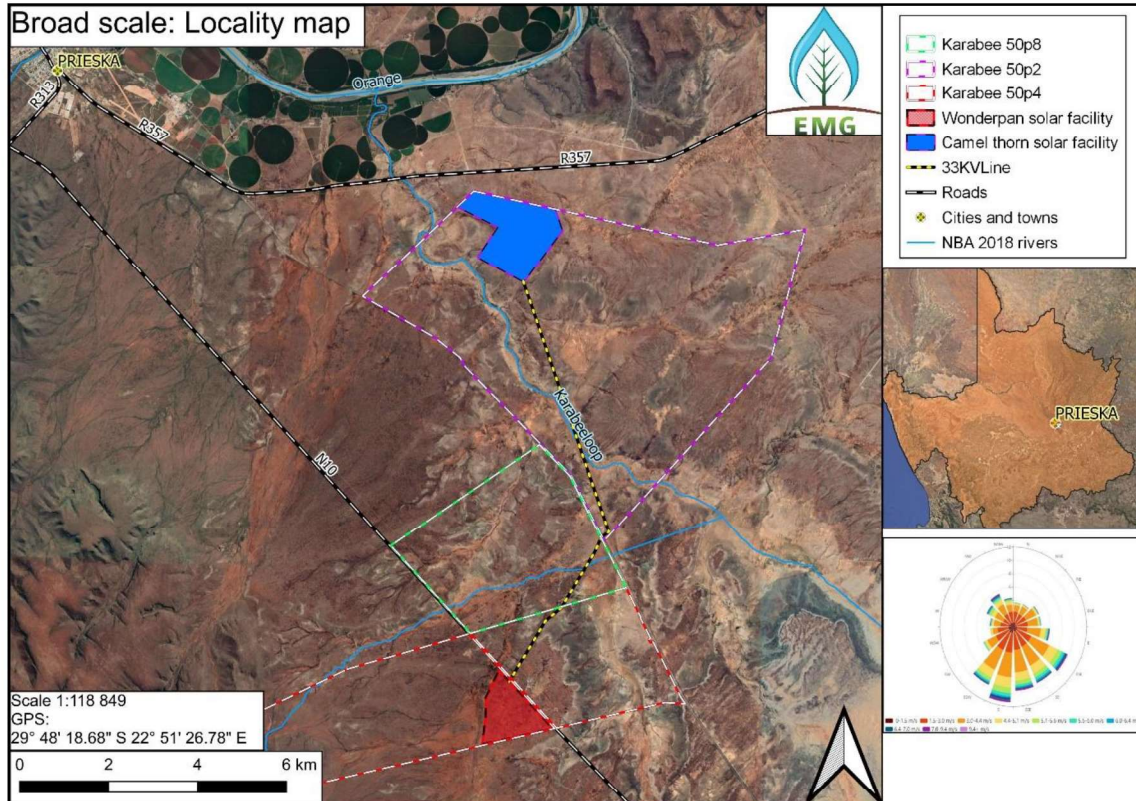 Broad scale: Locality map
PRIESKA
R313
R357
Orange
R357
N10
Karabeeloop
EMG
Karabee 50p8
Karabee 50p2
Karabee 50p4
Wonderpan solar facility
Camel thorn solar facility
33KVLine
Roads
Cities and towns
NBA 2018 rivers
PRIESKA
Scale 1:118 849
GPS:
29° 48' 18.68" S 22° 51' 26.78" E
0 2 4 6 km